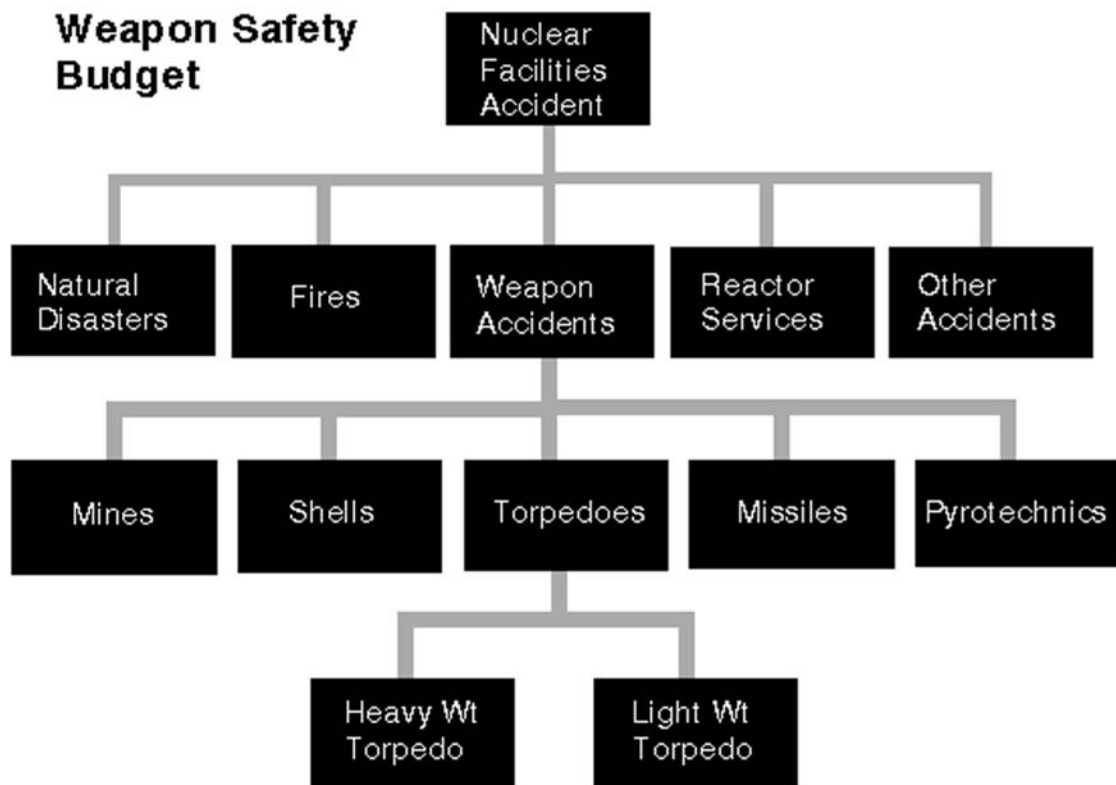 Weapon Safety
Budget
Nuclear
Facilities
Accident
Natural
Disasters
Fires
Weapon
Accidents
Reactor
Services
Other
Accidents
Mines
Shells
Torpedoes
Missiles
Pyrotechnics
Heavy Wt
Torpedo
Light Wt
Torpedo